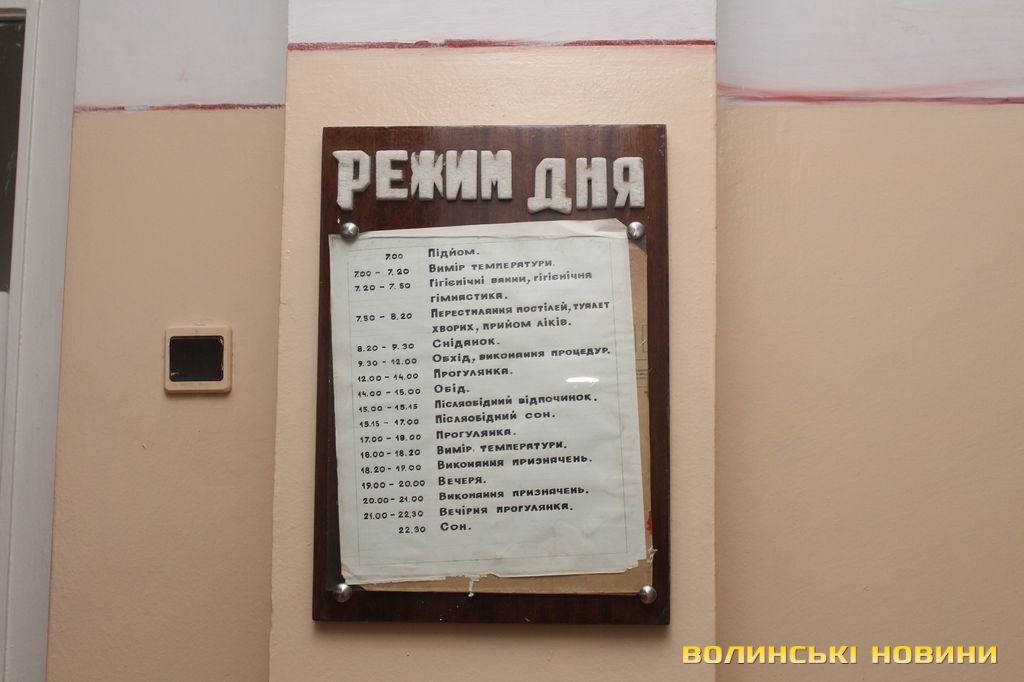 РЕЖИМ ДНЯ
7.00 Підйом.
7.00 - 7.20 Вимір температури.
7.20 - 7.50 Гігієнічні ванни, гігієнічна
гімнастика.
7.50 - 8.20 Перестилання постілей, туалет
хворих, прийом ліків.
8.20 - 9.30 Сніданок.
9.30 - 12.00 Обхід, виконання процедур.
12.00 - 14.00 Прогулянка.
14.00 - 15.00 Обід.
15.00 - 15.15 Післяобідний відпочинок.
15.15 - 17.00 Післяобідний сон.
17.00 - 18.00 Прогулянка.
18.00 - 18.20 Вимір температури.
18.20 - 19.00 Виконання призначень.
19.00 - 20.00 Вечеря.
20.00 - 21.00 Виконання призначень.
21.00 - 22.30 Вечірня прогулянка.
22.30 Сон.
ВОЛИНСЬКІ НОВИНИ